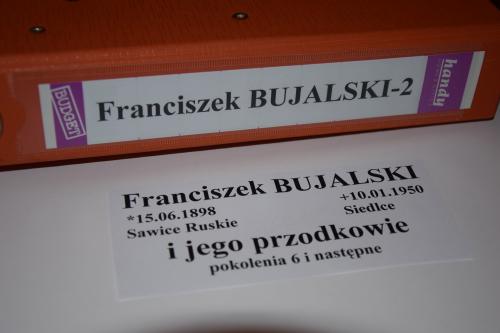 BUDGET
Franciszek BUJALSKI-2
handy
Franciszek BUJALSKI
*15.06.1898 +10.01.1950
Sawice Ruskie Siedlce
i jego przodkowie
pokolenia 6 i następne